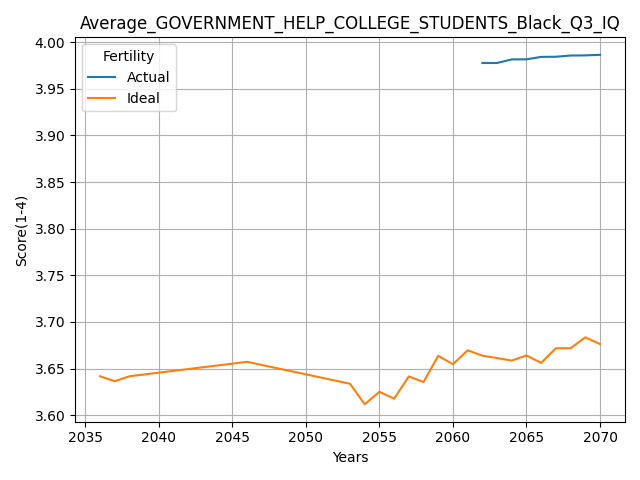 Average_GOVERNMENT_HELP_COLLEGE_STUDENTS_Black_Q3_IQ
Fertility
Actual
Ideal
Score(1-4)
4.00
3.95
3.90
3.85
3.80
3.75
3.70
3.65
3.60
2035 2040 2045 2050 2055 2060 2065 2070
Years